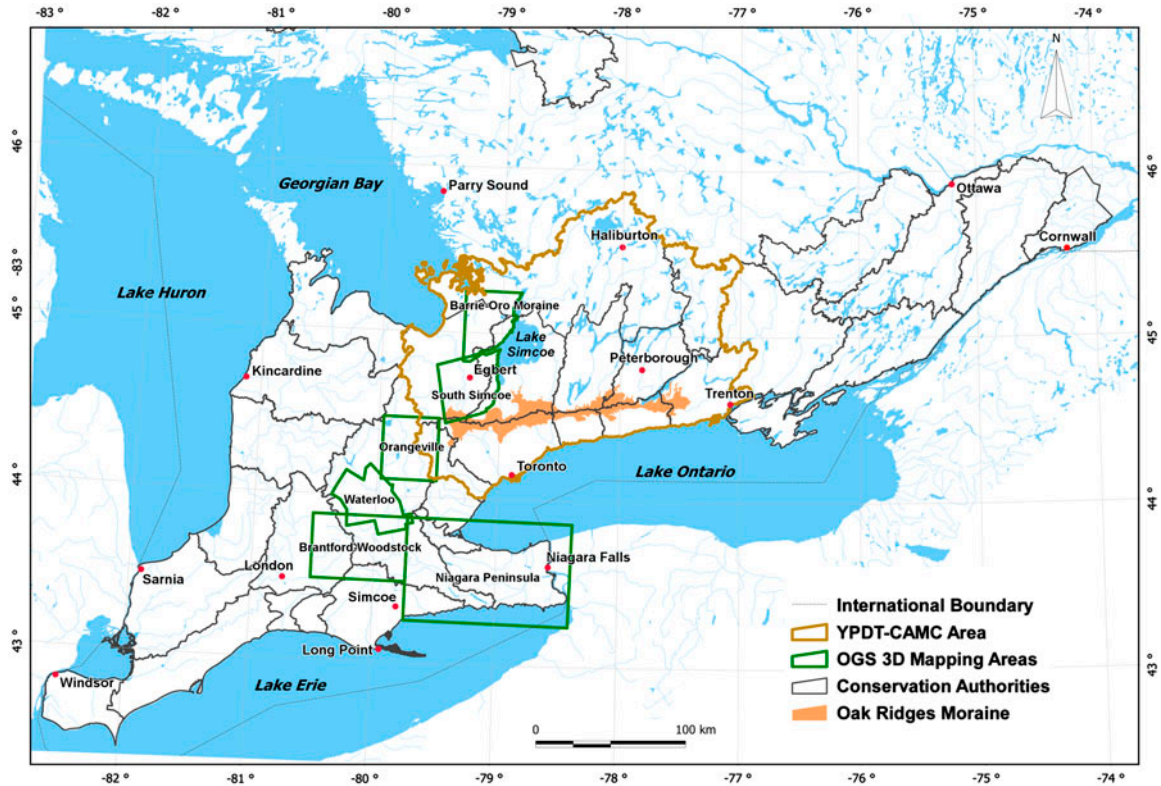 -83 °
-82 °
-81 °
-80 °
-79 °
-78 °
-77 °
-76 °
-75 °
-74 °
N
46 °
46 °
Georgian Bay
Parry Sound
Ottawa
Haliburton
Cornwall
-83
45 °
45 °
Lake Huron
Barrie-Oro Moraine
Lake
Simcoe
Peterborough
Kincardine
Egbert
South Simcoe
Trenton
Orangeville
44 °
44 °
Toronto
Lake Ontario
Waterloo
Brantford-Woodstock
Niagara Falls
Sarnia
London
Niagara Peninsula
Simcoe
43 °
43 °
Long Point
Windsor
Lake Erie
International Boundary
YPDT-CAMC Area
OGS 3D Mapping Areas
Conservation Authorities
Oak Ridges Moraine
0
100 km
-82 °
-81 °
-80 °
-79 °
-78 °
-77 °
-76 °
-75 °
-74 °